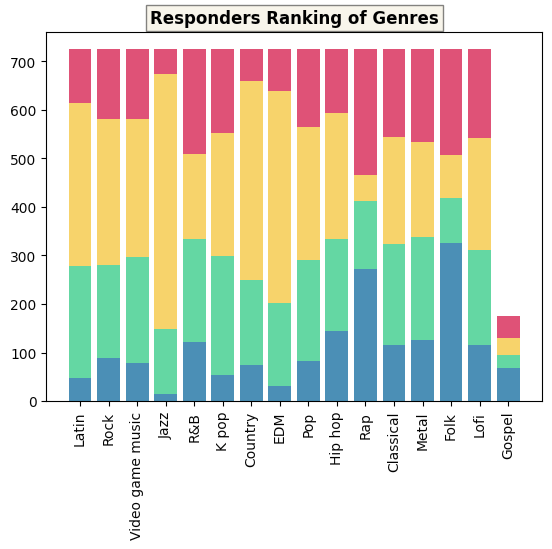 Responders Ranking of Genres
700
600
500
400
300
200
100
0
Latin
Rock
Video game music
Jazz
R&B
K pop
Country
EDM
Pop
Hip hop
Rap
Classical
Metal
Folk
Lofi
Gospel